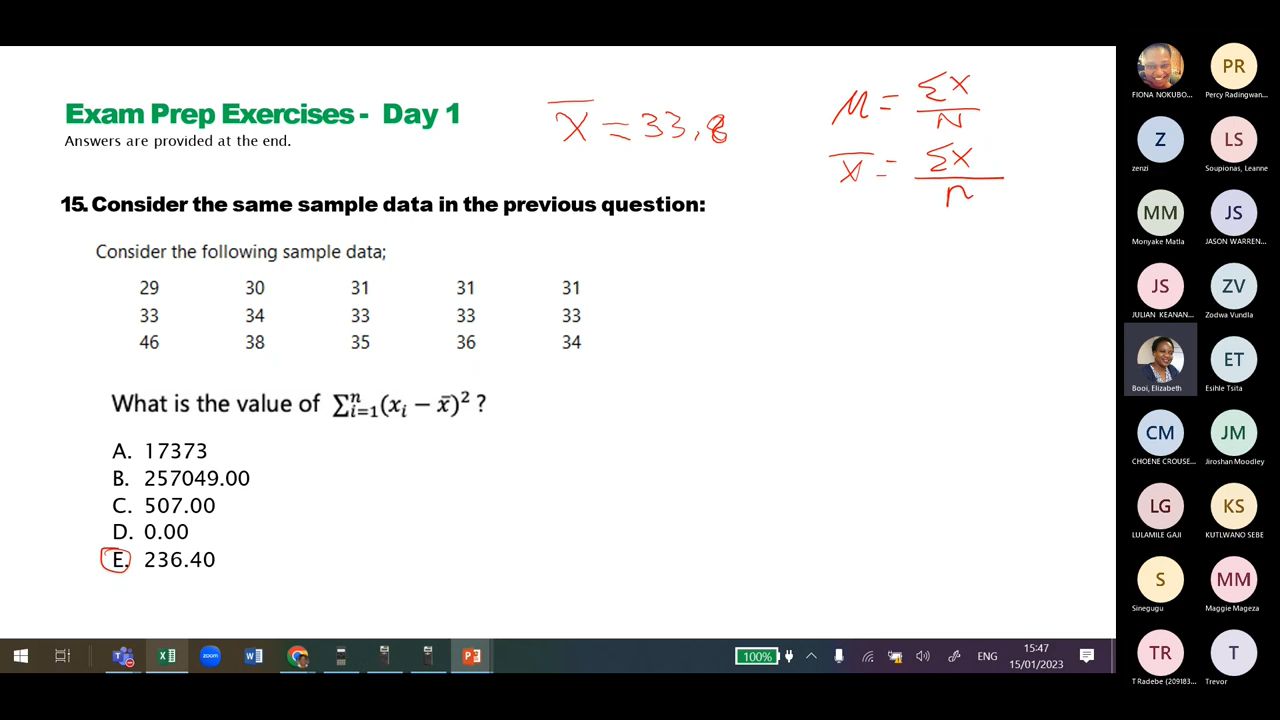 Exam Prep Exercises - Day 1
Answers are provided at the end.
x̄ = 33,8
μ = Σx / N
x̄ = Σx / n
15. Consider the same sample data in the previous question:
Consider the following sample data;
29 30 31 31 31
33 34 33 33 33
46 38 35 36 34
What is the value of ∑ⁿᵢ₌₁(xᵢ − x̄)² ?
A. 17373
B. 257049.00
C. 507.00
D. 0.00
E. 236.40
FIONA NOKUBO...
PR
Percy Radingwan...
Z
zenzi
LS
Soupionas, Leanne
MM
Monyake Matla
JS
JASON WARREN...
JS
JULIAN KEANAN...
ZV
Zodwa Vundla
Booi, Elizabeth
ET
Esihle Tsita
CM
CHOENE CROUSE...
JM
Jiroshan Moodley
LG
LULAMILE GAJI
KS
KUTLWANO SEBE
S
Sinegugu
MM
Maggie Mageza
TR
T Radebe (209183...
T
Trevor
zoom
100%
ENG
15:47
15/01/2023